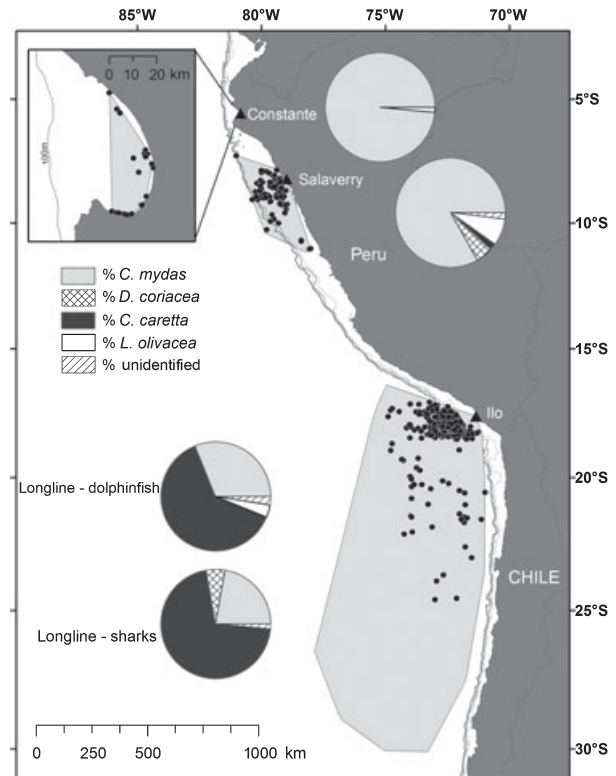 85°W 80°W 75°W 70°W
0 10 20 km
100m
5°S
Constante
Salaverry
10°S
Peru
% C. mydas
% D. coriacea
% C. caretta
% L. olivacea
% unidentified
15°S
Ilo
20°S
Longline - dolphinfish
CHILE
25°S
Longline - sharks
0 250 500 1000 km
30°S